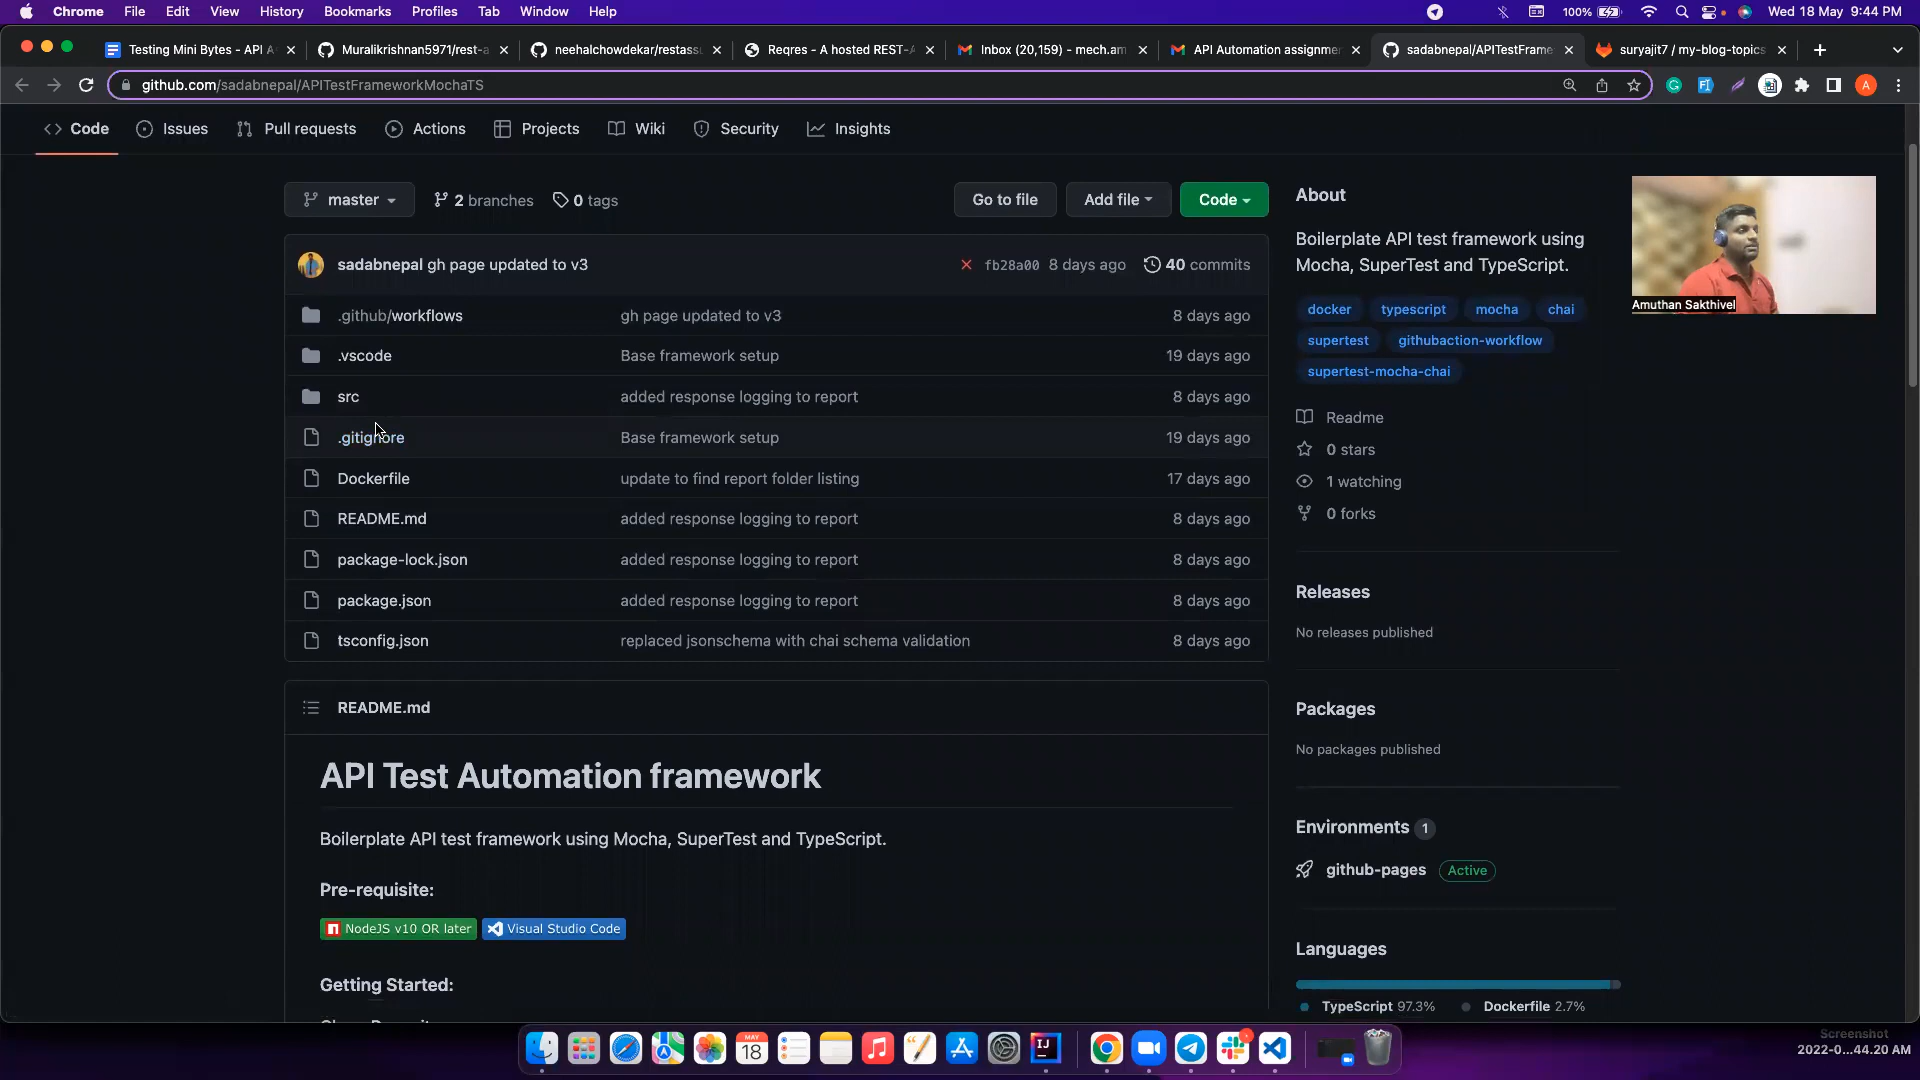 Chrome File Edit View History Bookmarks Profiles Tab Window Help 100% Wed 18 May 9:44 PM
Testing Mini Bytes - API A Muralikrishnan5971/rest-a neehalchowdekar/restassu Reqres - A hosted REST-A Inbox (20,159) - mech.am API Automation assignmen sadabnepal/APITestFrame suryajit7 / my-blog-topics
github.com/sadabnepal/APITestFrameworkMochaTS
Code Issues Pull requests Actions Projects Wiki Security Insights
master 2 branches 0 tags Go to file Add file Code
sadabnepal gh page updated to v3 fb28a00 8 days ago 40 commits
.github/workflows gh page updated to v3 8 days ago
.vscode Base framework setup 19 days ago
src added response logging to report 8 days ago
.gitignore Base framework setup 19 days ago
Dockerfile update to find report folder listing 17 days ago
README.md added response logging to report 8 days ago
package-lock.json added response logging to report 8 days ago
package.json added response logging to report 8 days ago
tsconfig.json replaced jsonschema with chai schema validation 8 days ago
README.md
API Test Automation framework
Boilerplate API test framework using Mocha, SuperTest and TypeScript.
Pre-requisite:
NodeJS v10 OR later Visual Studio Code
Getting Started:
About
Boilerplate API test framework using
Mocha, SuperTest and TypeScript.
docker typescript mocha chai
supertest githubaction-workflow
supertest-mocha-chai
Readme
0 stars
1 watching
0 forks
Releases
No releases published
Packages
No packages published
Environments 1
github-pages Active
Languages
TypeScript 97.3% Dockerfile 2.7%
Amuthan Sakthivel
MAY
18
IJ
Screenshot
2022-0...44.20 AM